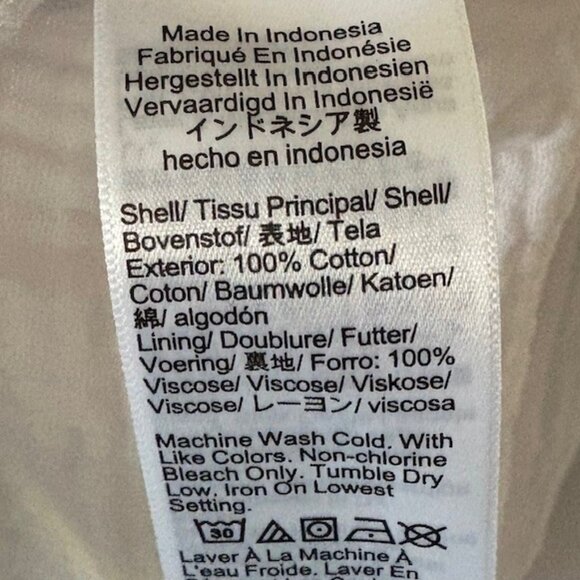 Made In Indonesia
Fabriqué En Indonésie
Hergestellt In Indonesien
Vervaardigd In Indonesië
インドネシア製
hecho en indonesia
Shell/ Tissu Principal/ Shell/
Bovenstof/ 表地/ Tela
Exterior: 100% Cotton/
Coton/ Baumwolle/ Katoen/
綿/ algodón
Lining/ Doublure/ Futter/
Voering/ 裏地/ Forro: 100%
Viscose/ Viscose/ Viskose/
Viscose/ レーヨン/ viscosa
Machine Wash Cold. With
Like Colors. Non-chlorine
Bleach Only. Tumble Dry
Low. Iron On Lowest
Setting.
30
Laver À La Machine À
L'eau Froide. Laver En